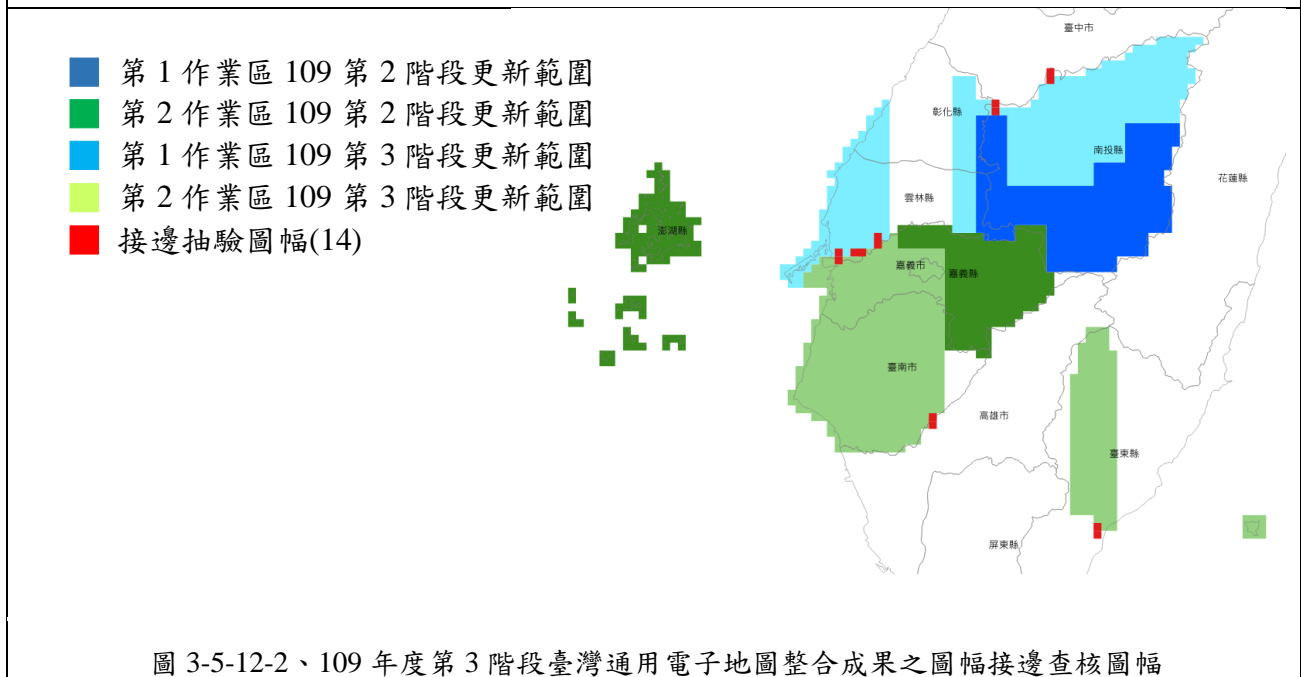 第 1 作業區 109 第 2 階段更新範圍
第 2 作業區 109 第 2 階段更新範圍
第 1 作業區 109 第 3 階段更新範圍
第 2 作業區 109 第 3 階段更新範圍
接邊抽驗圖幅(14)
臺中市
彰化縣
南投縣
花蓮縣
雲林縣
澎湖縣
嘉義市
嘉義縣
臺南市
高雄市
臺東縣
屏東縣
圖 3-5-12-2、109 年度第 3 階段臺灣通用電子地圖整合成果之圖幅接邊查核圖幅